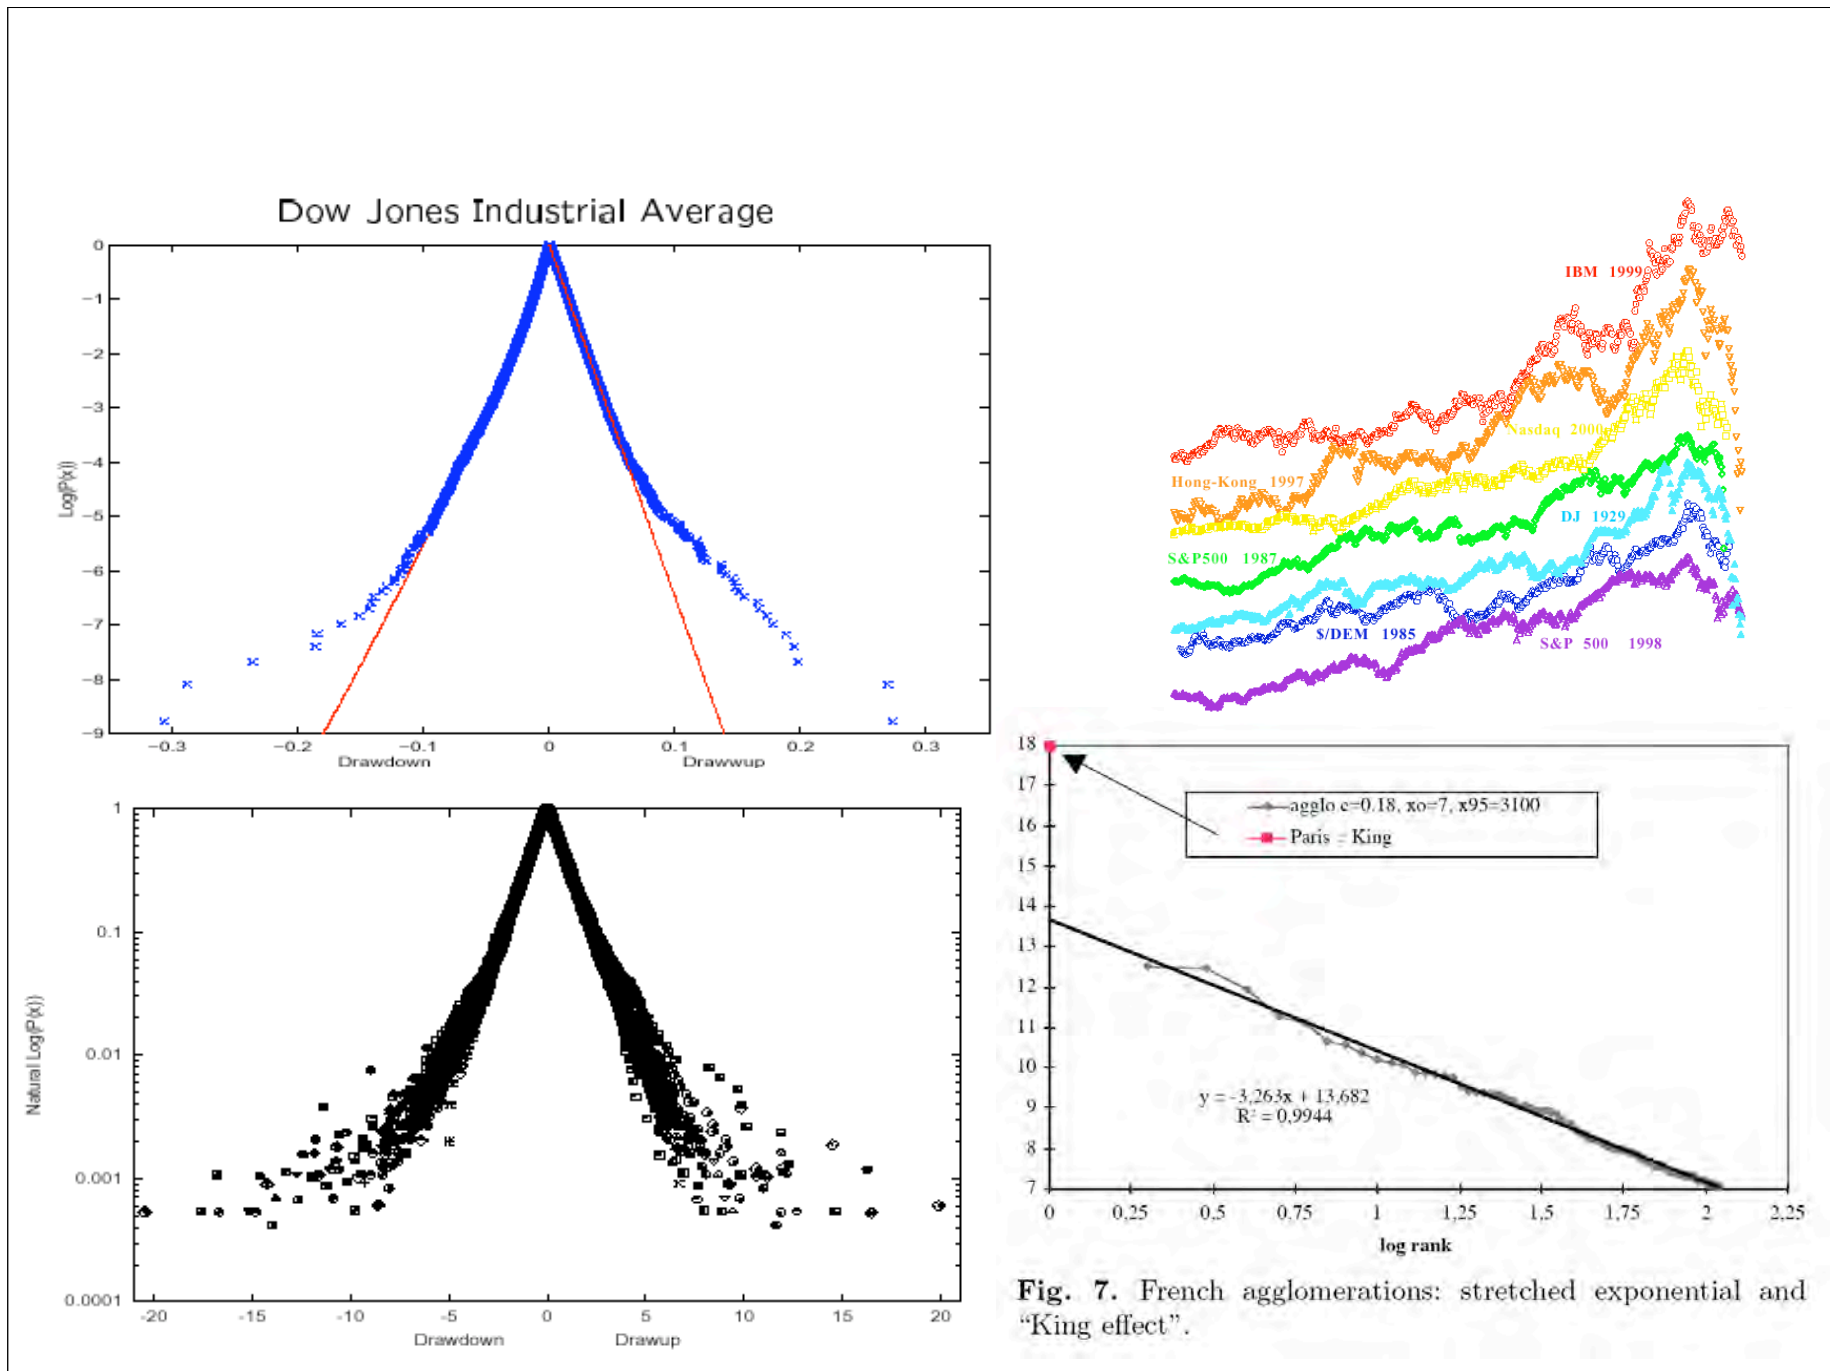 Dow Jones Industrial Average
0
−1
−2
−3
−4
−5
−6
−7
−8
−9
Log(P(x))
−0.3 −0.2 −0.1 0 0.1 0.2 0.3
Drawdown Drawwup
IBM 1999
Nasdaq 2000
Hong-Kong 1997
DJ 1929
S&P500 1987
$/DEM 1985
S&P 500 1998
1
0.1
0.01
0.001
0.0001
Natural Log(P(x))
-20 -15 -10 -5 0 5 10 15 20
Drawdown Drawup
18
17
16
15
14
13
12
11
10
9
8
7
agglo c=0.18, xo=7, x95=3100
Paris = King
y = -3,263x + 13,682
R² = 0,9944
0 0,25 0,5 0,75 1 1,25 1,5 1,75 2 2,25
log rank
Fig. 7. French agglomerations: stretched exponential and
“King effect”.